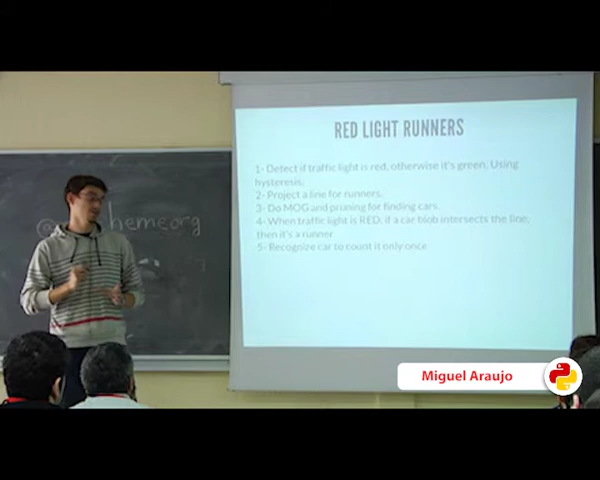 RED LIGHT RUNNERS
1- Detect if traffic light is red, otherwise it's green. Using
hysteresis.
2- Project a line for runners.
3- Do MOG and pruning for finding cars.
4- When traffic light is RED, if a car blob intersects the line,
then it's a runner
5- Recognize car to count it only once
hemeorg
Miguel Araujo